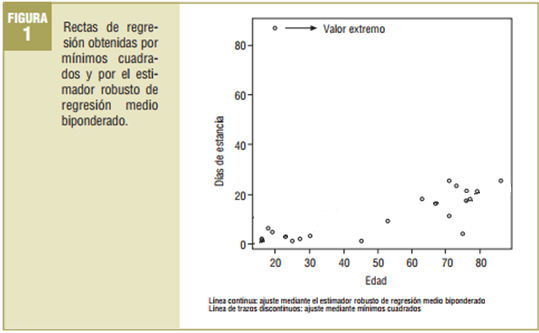 FIGURA
1
Rectas de regre-
sión obtenidas por
mínimos cuadra-
dos y por el esti-
mador robusto de
regresión medio
biponderado.
Valor extremo
80
60
40
20
0
Días de estancia
20 30 40 50 60 70 80
Edad
Línea continua: ajuste mediante el estimador robusto de regresión medio biponderado
Línea de trazos discontinuos: ajuste mediante mínimos cuadrados